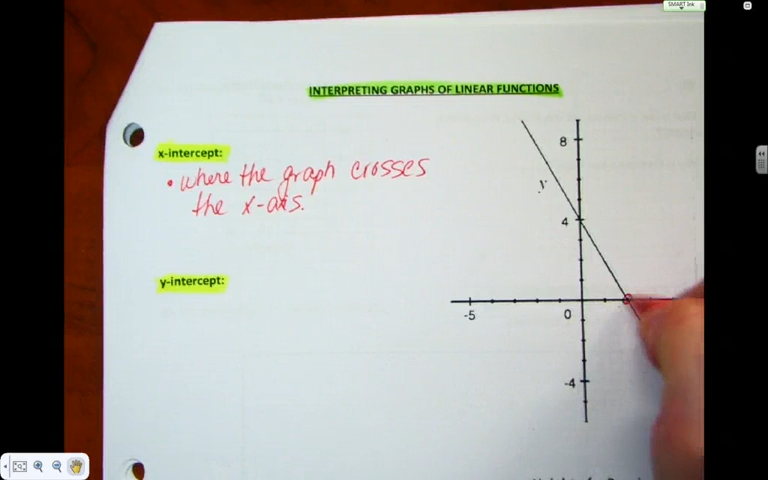 SMART Ink
INTERPRETING GRAPHS OF LINEAR FUNCTIONS
x-intercept:
• where the graph crosses
the x-axis.
y-intercept:
8
4
-5
0
-4